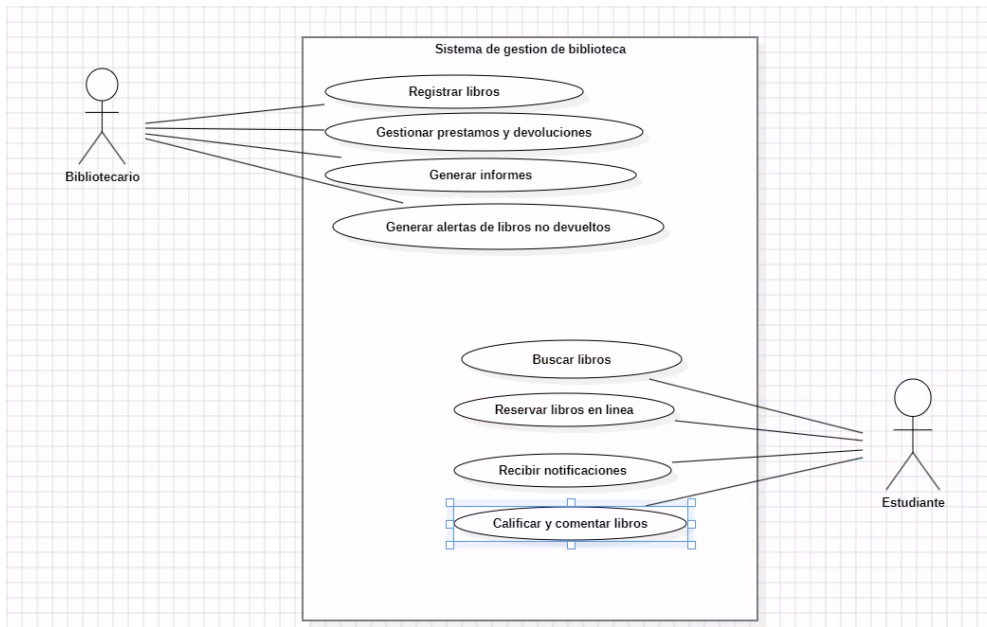 Sistema de gestion de biblioteca
Registrar libros
Gestionar prestamos y devoluciones
Generar informes
Bibliotecario
Generar alertas de libros no devueltos
Buscar libros
Reservar libros en linea
Recibir notificaciones
Estudiante
Calificar y comentar libros